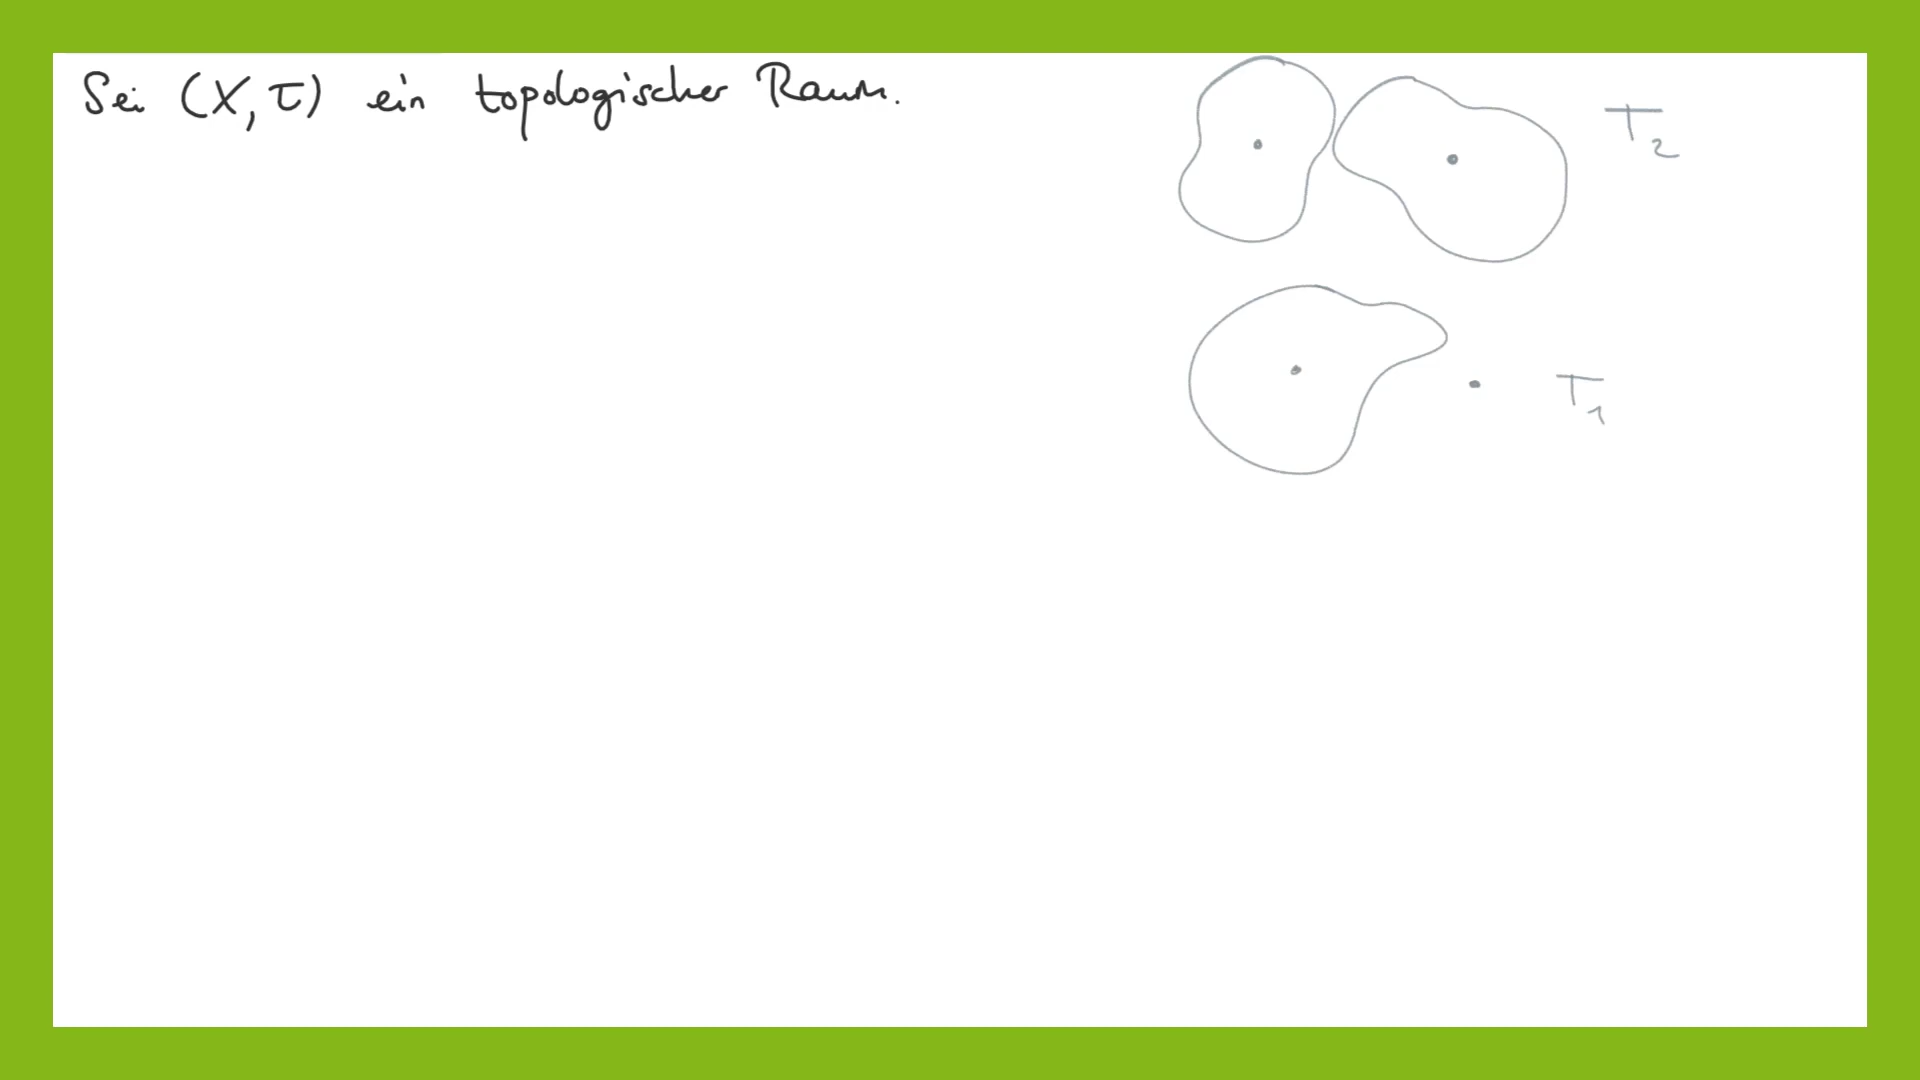 Sei (X, τ) ein topologischer Raum.
T₂
T₁